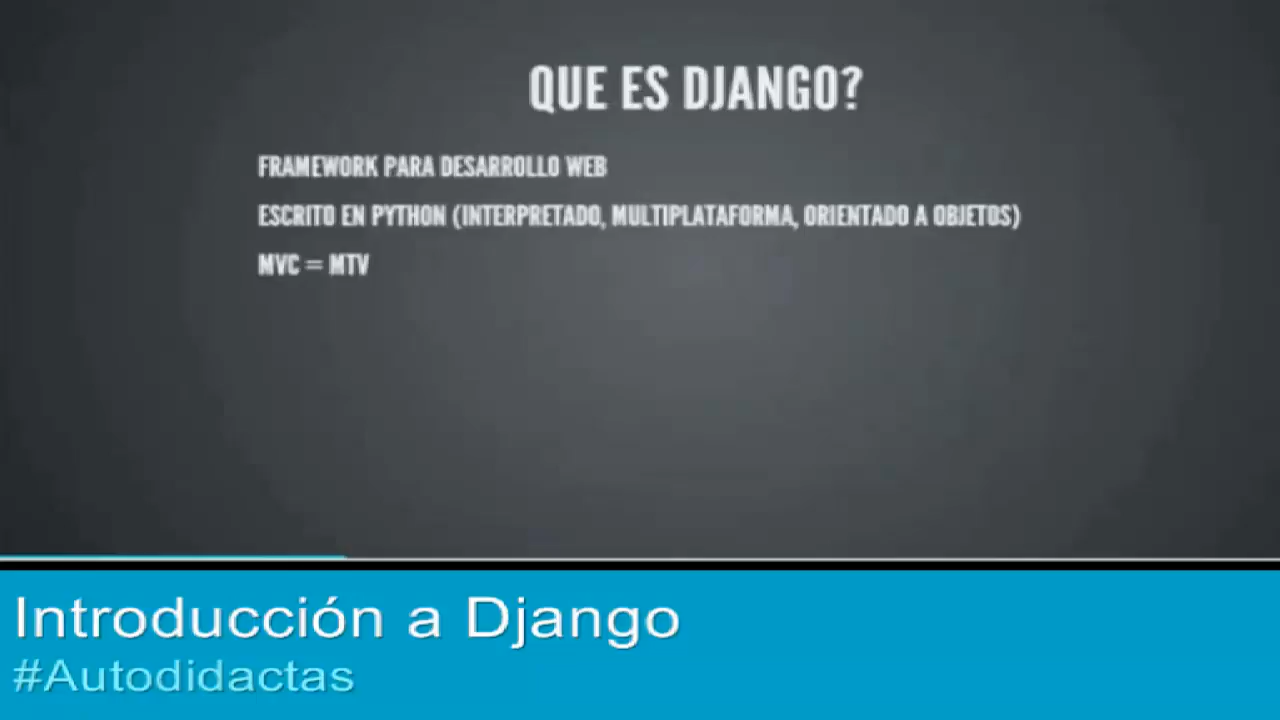 QUE ES DJANGO?
FRAMEWORK PARA DESARROLLO WEB
ESCRITO EN PYTHON (INTERPRETADO, MULTIPLATAFORMA, ORIENTADO A OBJETOS)
MVC = MTV
Introducción a Django
#Autodidactas